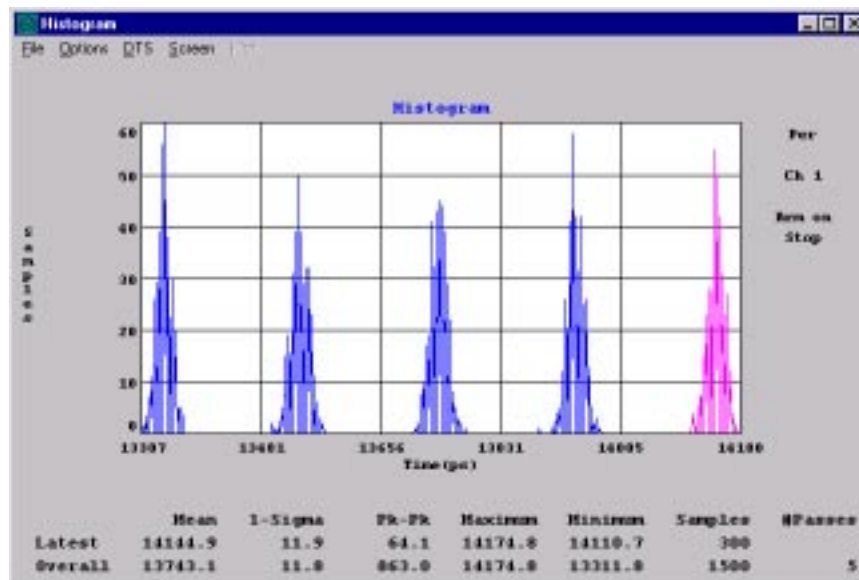 Histogram
File Options DTS Screen
Histogram
Per
Ch 1
Arm on
Stop
Samples
60
50
40
30
20
10
0
13307 13481 13656 13831 14005 14180
Time(ps)
Mean 1-Sigma Pk-Pk Maximum Minimum Samples #Passes
Latest 14144.9 11.9 64.1 14174.8 14110.7 300
Overall 13743.1 11.8 863.0 14174.8 13311.8 1500 5